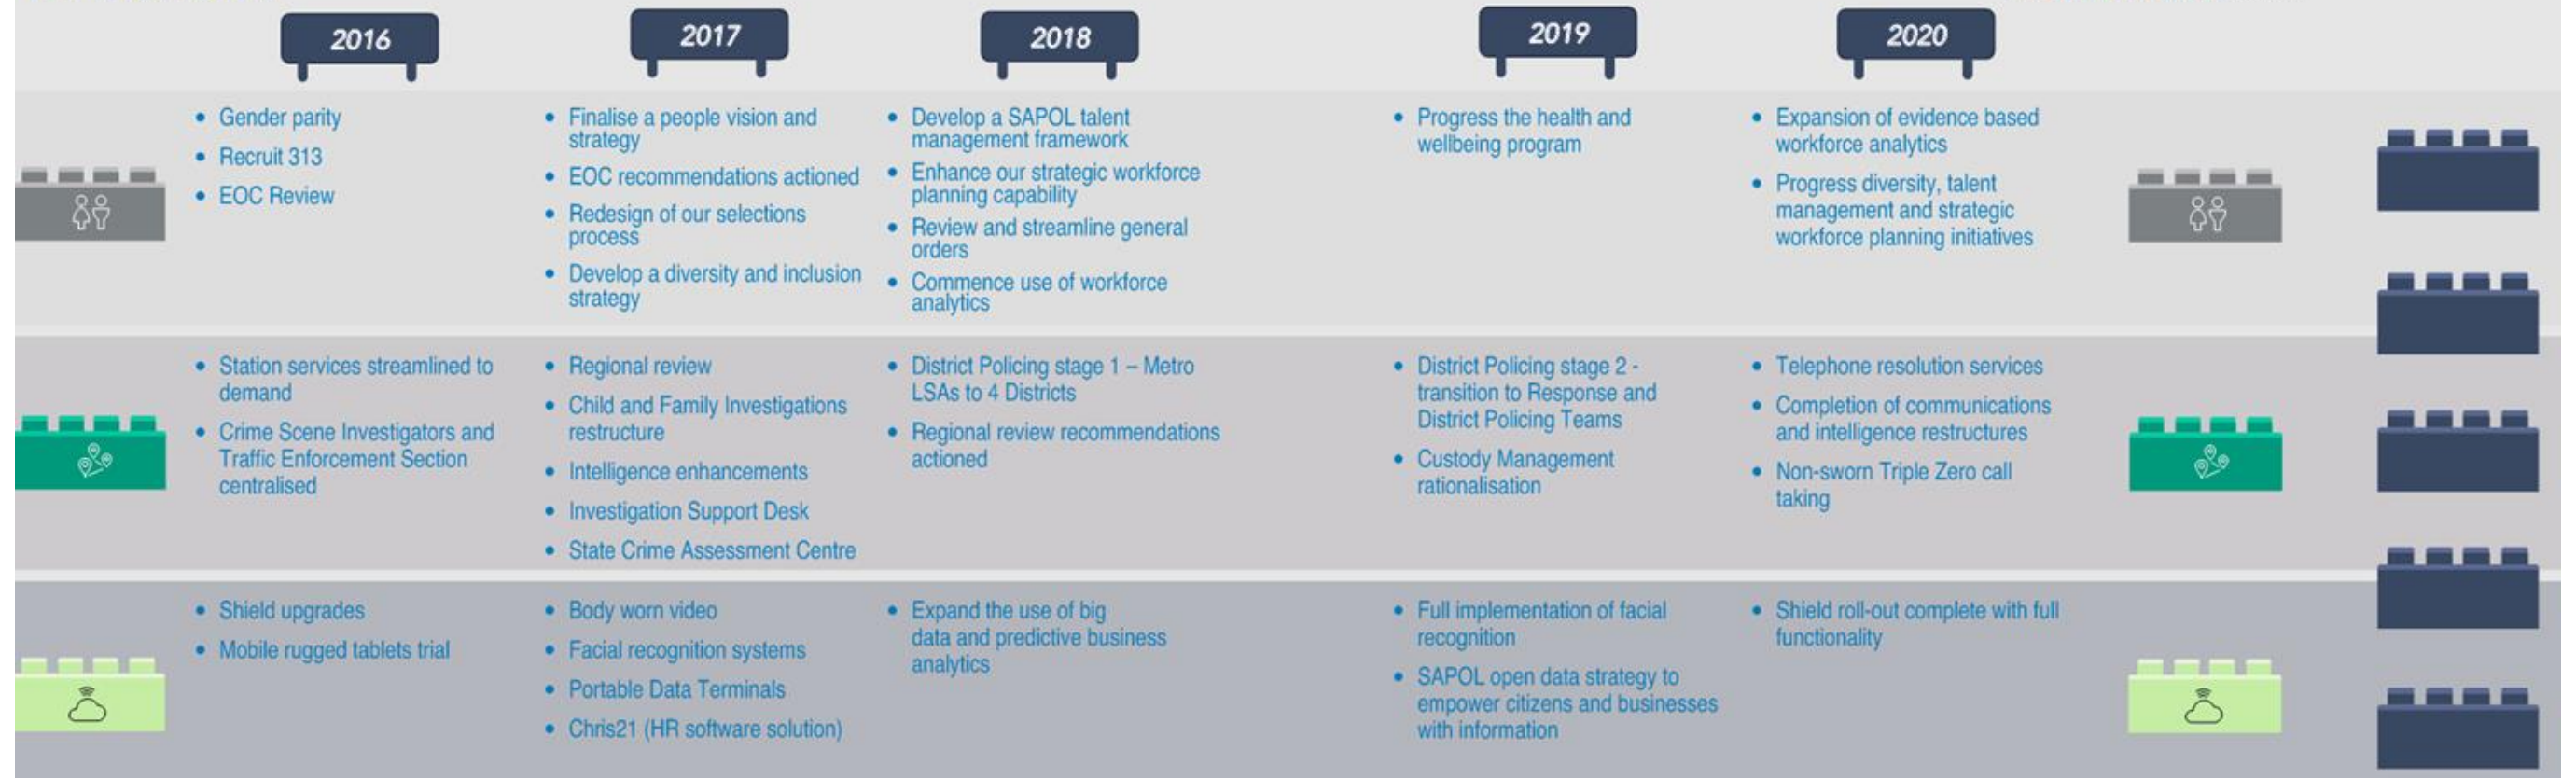 2016
2017
2018
2019
2020
• Gender parity
• Recruit 313
• EOC Review
• Finalise a people vision and
strategy
• EOC recommendations actioned
• Redesign of our selections
process
• Develop a diversity and inclusion
strategy
• Develop a SAPOL talent
management framework
• Enhance our strategic workforce
planning capability
• Review and streamline general
orders
• Commence use of workforce
analytics
• Progress the health and
wellbeing program
• Expansion of evidence based
workforce analytics
• Progress diversity, talent
management and strategic
workforce planning initiatives
• Station services streamlined to
demand
• Crime Scene Investigators and
Traffic Enforcement Section
centralised
• Regional review
• Child and Family Investigations
restructure
• Intelligence enhancements
• Investigation Support Desk
• State Crime Assessment Centre
• District Policing stage 1 – Metro
LSAs to 4 Districts
• Regional review recommendations
actioned
• District Policing stage 2 -
transition to Response and
District Policing Teams
• Custody Management
rationalisation
• Telephone resolution services
• Completion of communications
and intelligence restructures
• Non-sworn Triple Zero call
taking
• Shield upgrades
• Mobile rugged tablets trial
• Body worn video
• Facial recognition systems
• Portable Data Terminals
• Chris21 (HR software solution)
• Expand the use of big
data and predictive business
analytics
• Full implementation of facial
recognition
• SAPOL open data strategy to
empower citizens and businesses
with information
• Shield roll-out complete with full
functionality